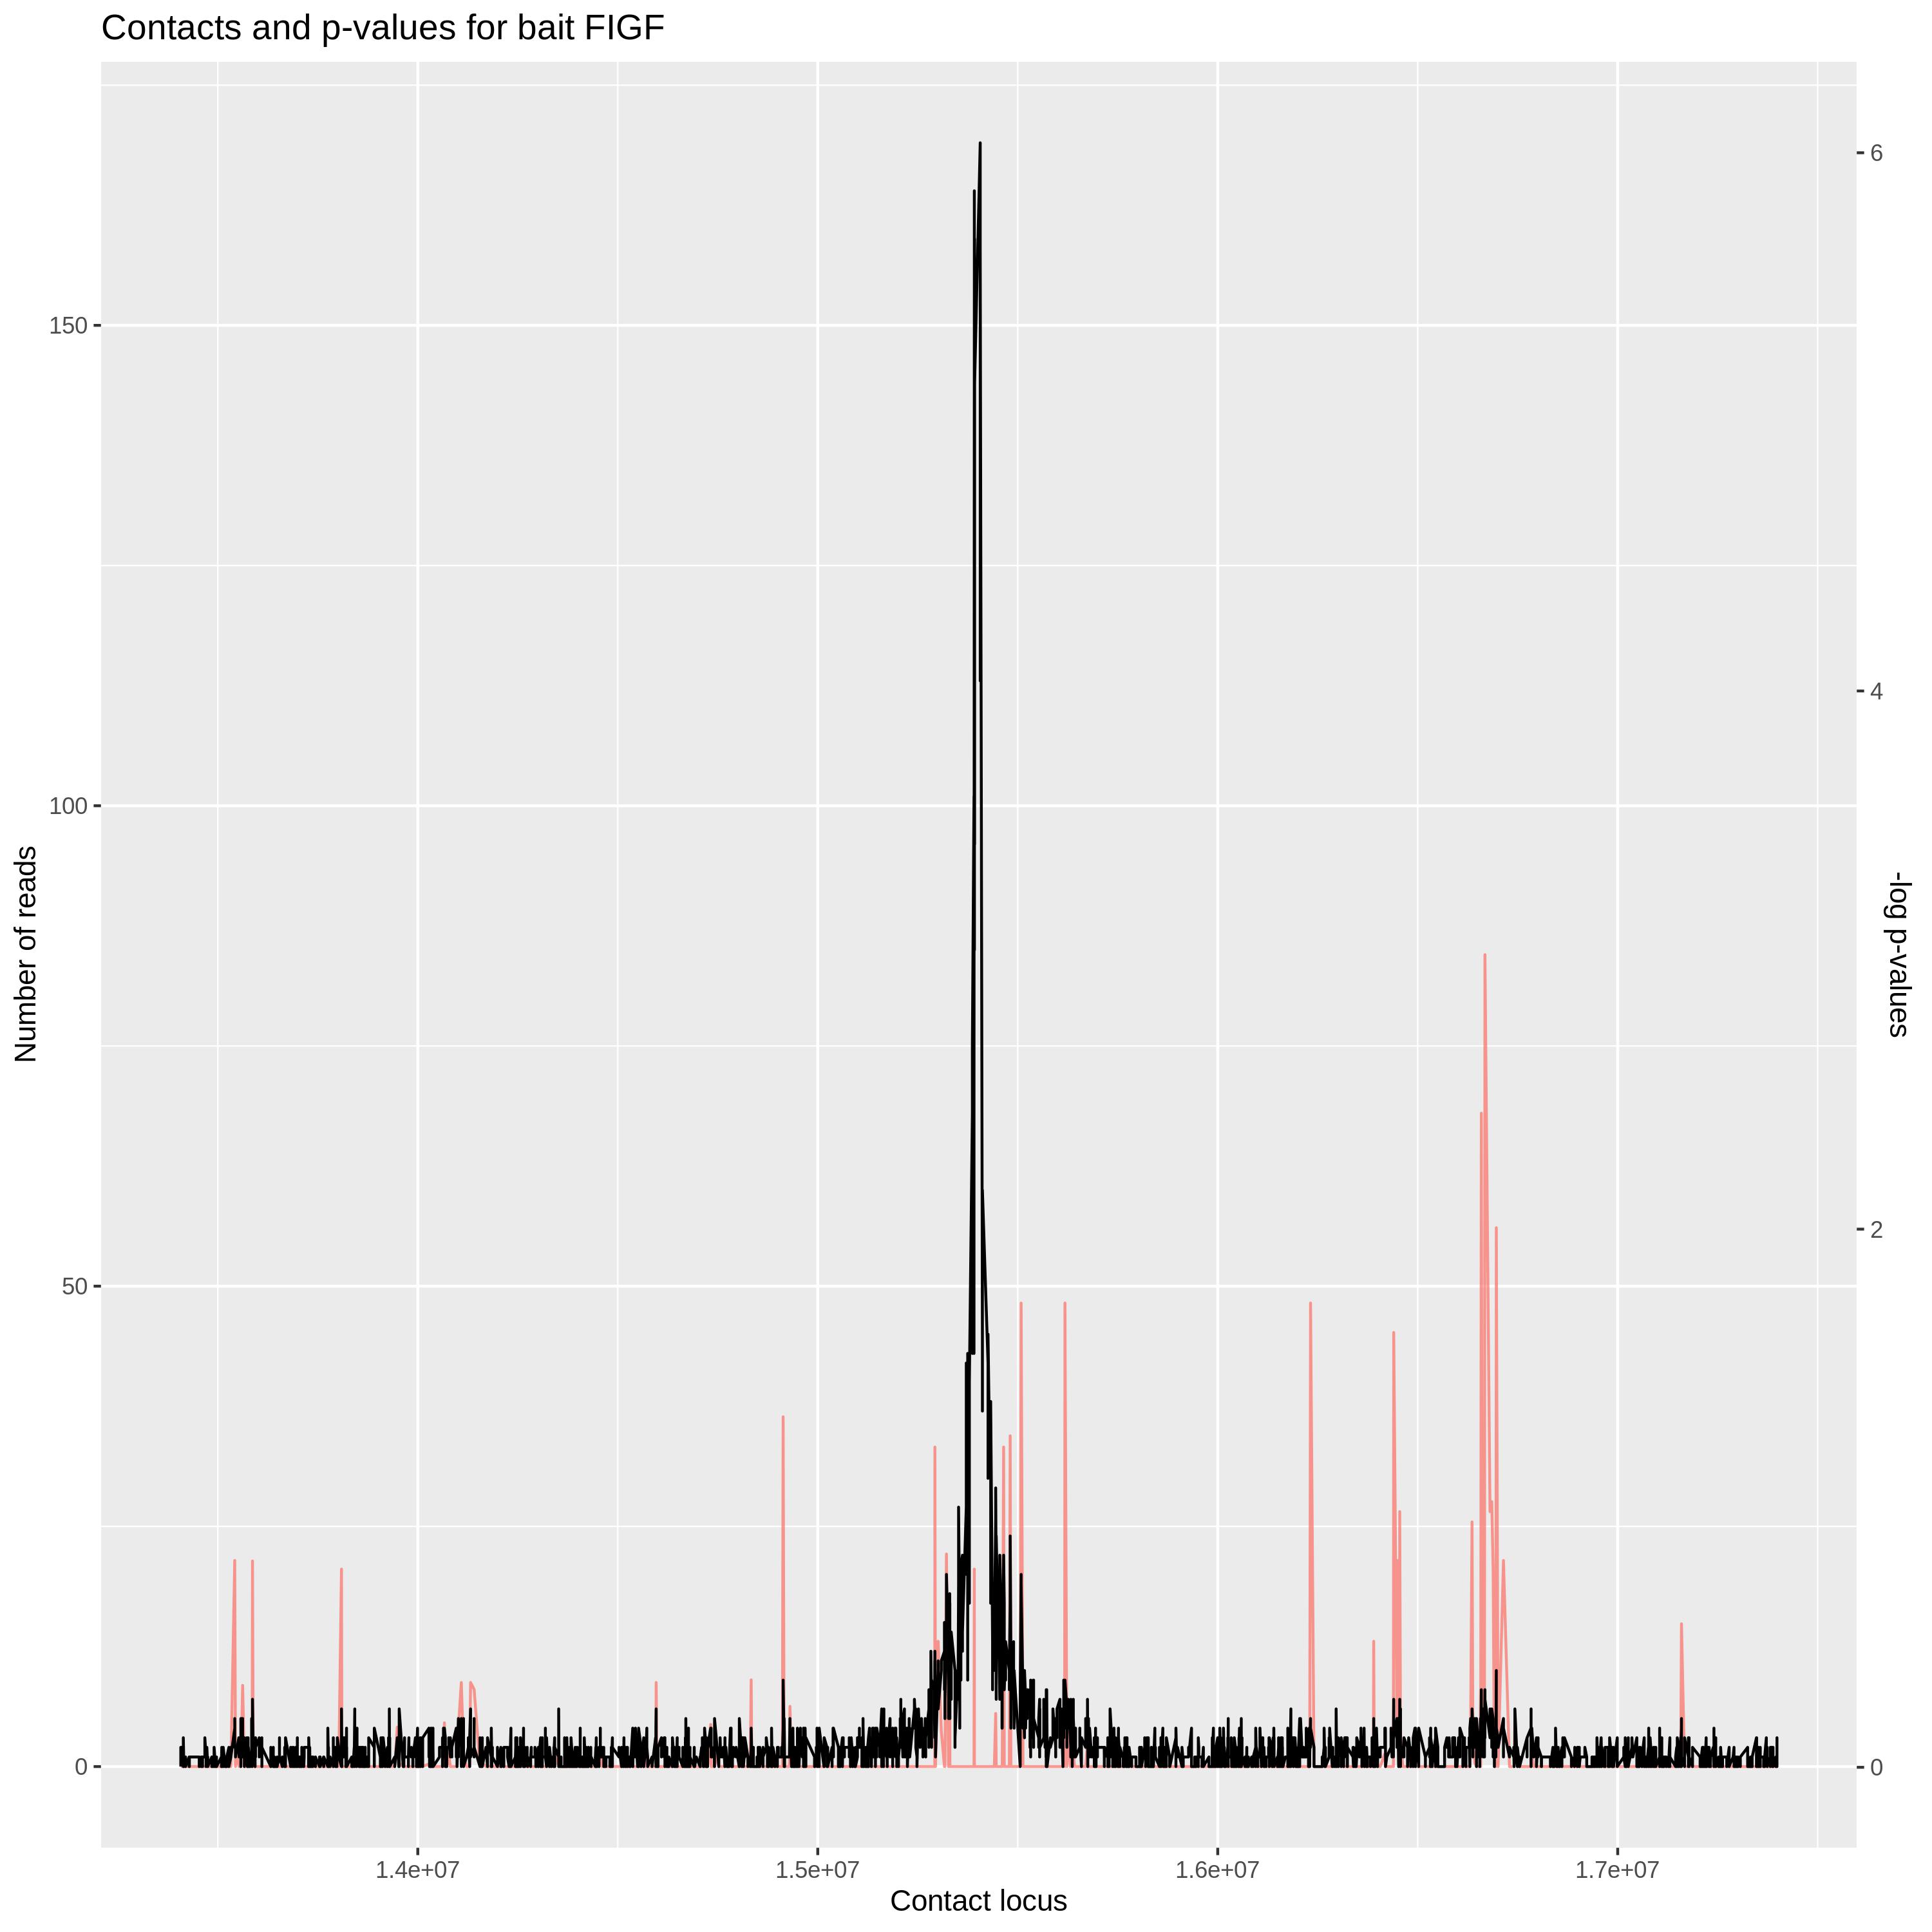 Contacts and p-values for bait FIGF
Number of reads
150
100
50
0
6
4
2
0
-log p-values
1.4e+07 1.5e+07 1.6e+07 1.7e+07
Contact locus